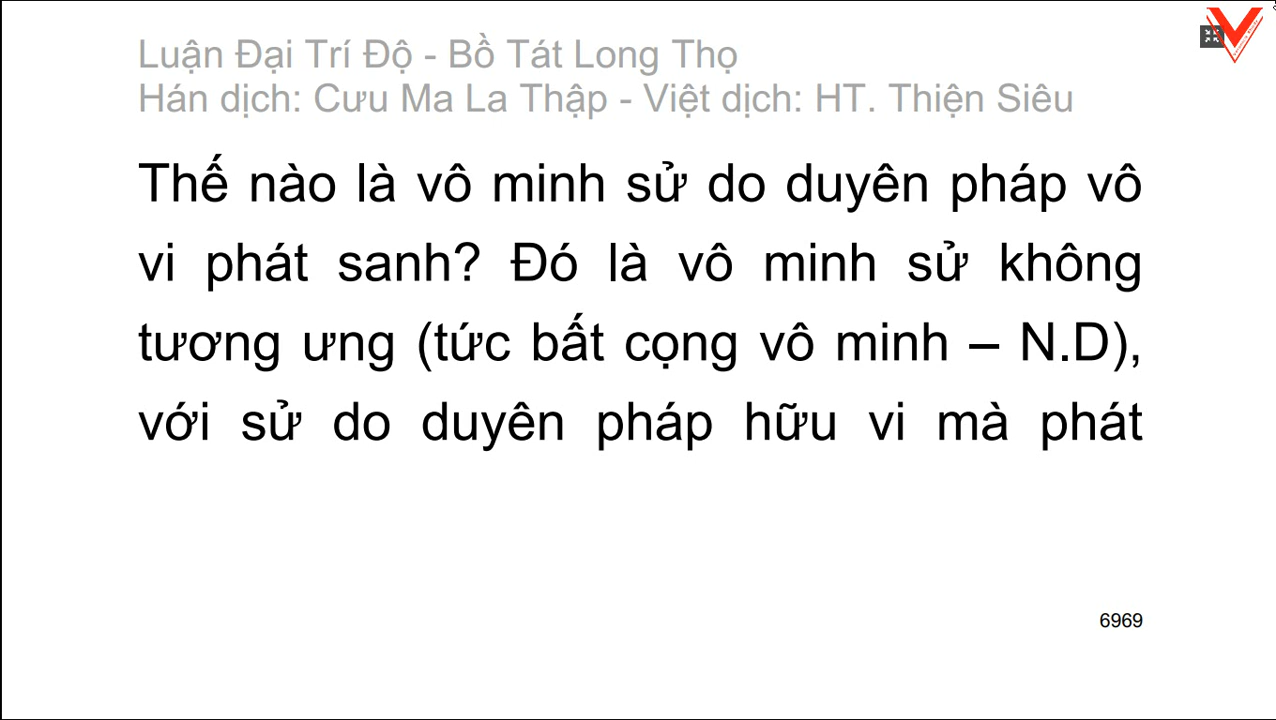 Luận Đại Trí Độ - Bồ Tát Long Thọ
Hán dịch: Cưu Ma La Thập - Việt dịch: HT. Thiện Siêu
Thế nào là vô minh sử do duyên pháp vô
vi phát sanh? Đó là vô minh sử không
tương ưng (tức bất cọng vô minh – N.D),
với sử do duyên pháp hữu vi mà phát
6969